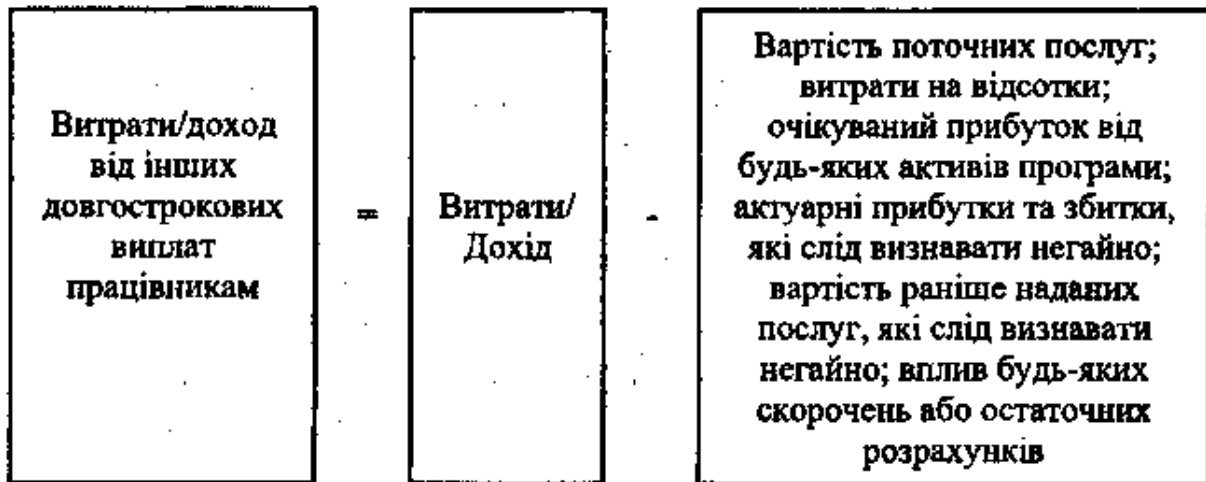 Витрати/доход
від інших
довгострокових
виплат
працівникам
=
Витрати/
Дохід
-
Вартість поточних послуг;
витрати на відсотки;
очікуваний прибуток від
будь-яких активів програми;
актуарні прибутки та збитки,
які слід визнавати негайно;
вартість раніше наданих
послуг, які слід визнавати
негайно; вплив будь-яких
скорочень або остаточних
розрахунків